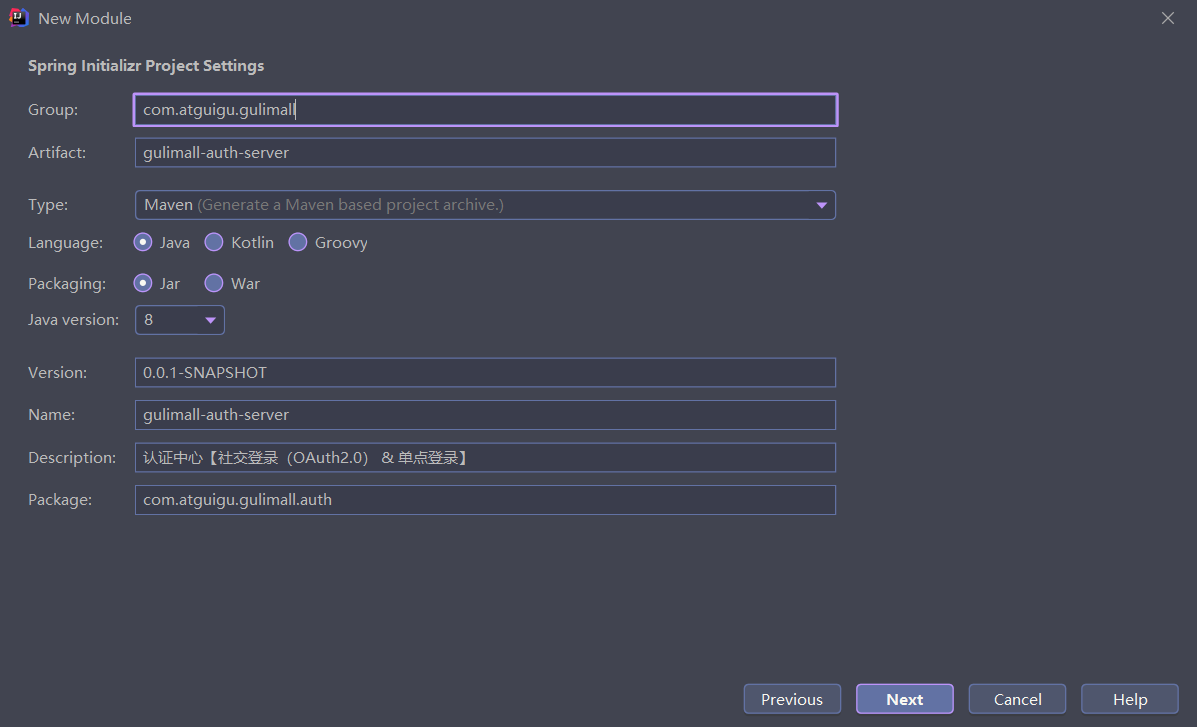 New Module
Spring Initializr Project Settings
Group: com.atguigu.gulimall
Artifact: gulimall-auth-server
Type: Maven (Generate a Maven based project archive.)
Language: Java Kotlin Groovy
Packaging: Jar War
Java version: 8
Version: 0.0.1-SNAPSHOT
Name: gulimall-auth-server
Description: 认证中心【社交登录（OAuth2.0） & 单点登录】
Package: com.atguigu.gulimall.auth
Previous Next Cancel Help